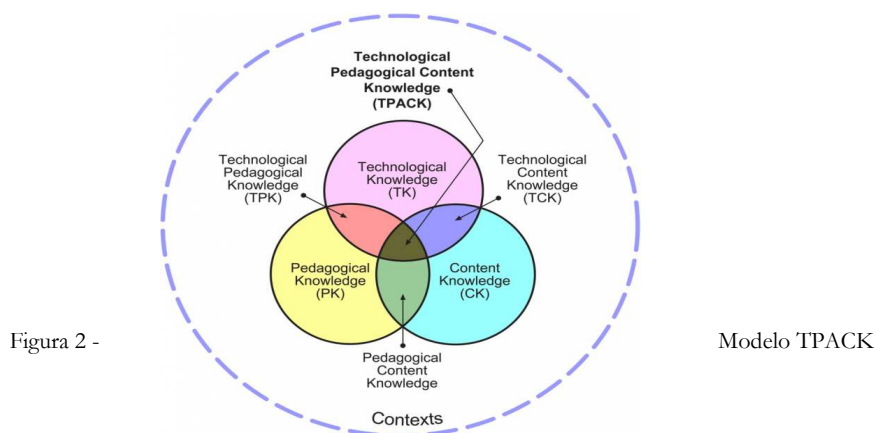 Technological
Pedagogical Content
Knowledge
(TPACK)
Technological
Pedagogical
Knowledge
(TPK)
Technological
Knowledge
(TK)
Technological
Content
Knowledge
(TCK)
Pedagogical
Knowledge
(PK)
Content
Knowledge
(CK)
Pedagogical
Content
Knowledge
Contexts
Figura 2 - Modelo TPACK